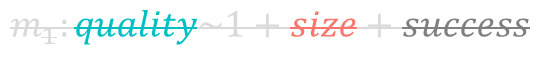 m₁: quality~1 + size + success